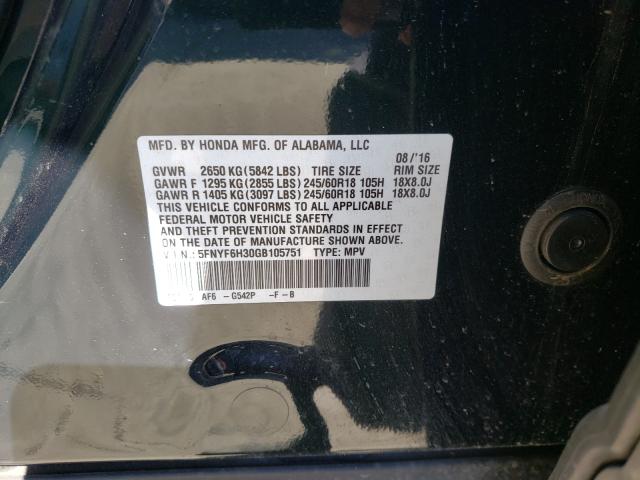 MFD. BY HONDA MFG. OF ALABAMA, LLC 08/'16
GVWR 2650 KG(5842 LBS) TIRE SIZE RIM SIZE
GAWR F 1295 KG(2855 LBS) 245/60R18 105H 18X8.0J
GAWR R 1405 KG(3097 LBS) 245/60R18 105H 18X8.0J
THIS VEHICLE CONFORMS TO ALL APPLICABLE
FEDERAL MOTOR VEHICLE SAFETY
AND THEFT PREVENTION STANDARDS IN EFFECT
ON THE DATE OF MANUFACTURE SHOWN ABOVE.
V.I.N.: 5FNYF6H30GB105751 TYPE: MPV
AF6 - G542P -F-B